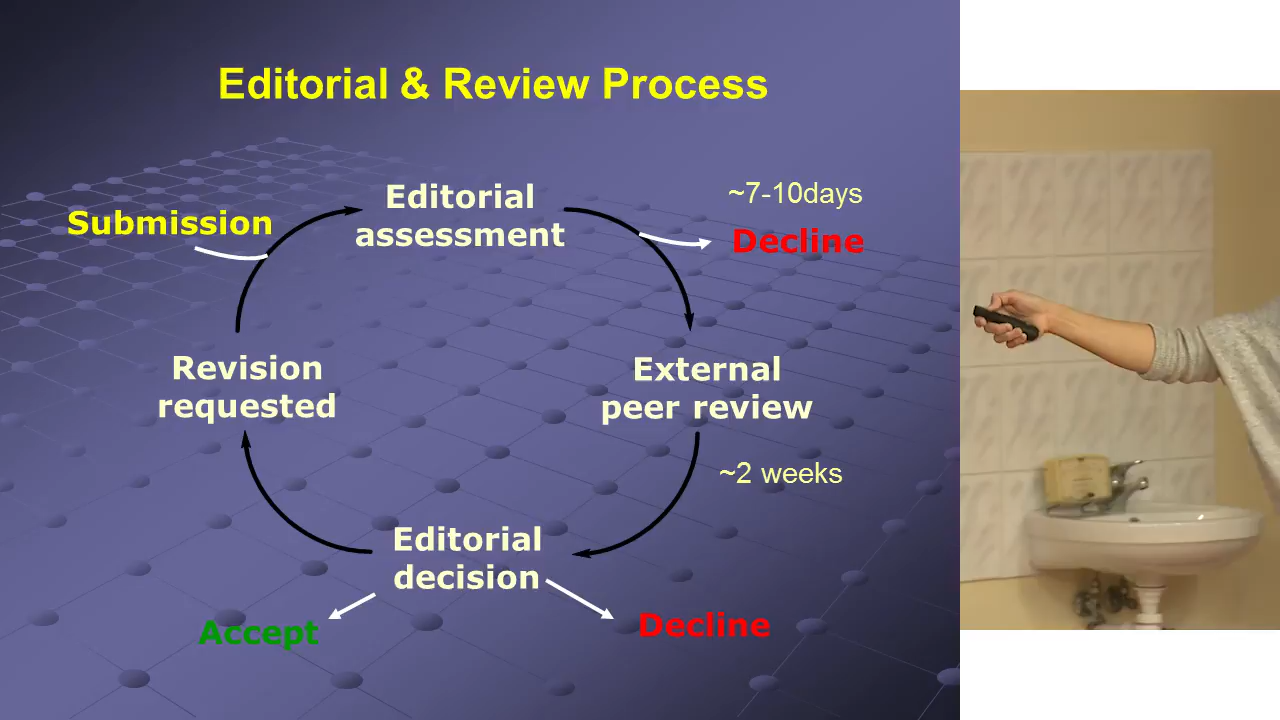 Editorial & Review Process
Submission
Editorial
assessment
~7-10days
Decline
External
peer review
~2 weeks
Editorial
decision
Accept
Decline
Revision
requested